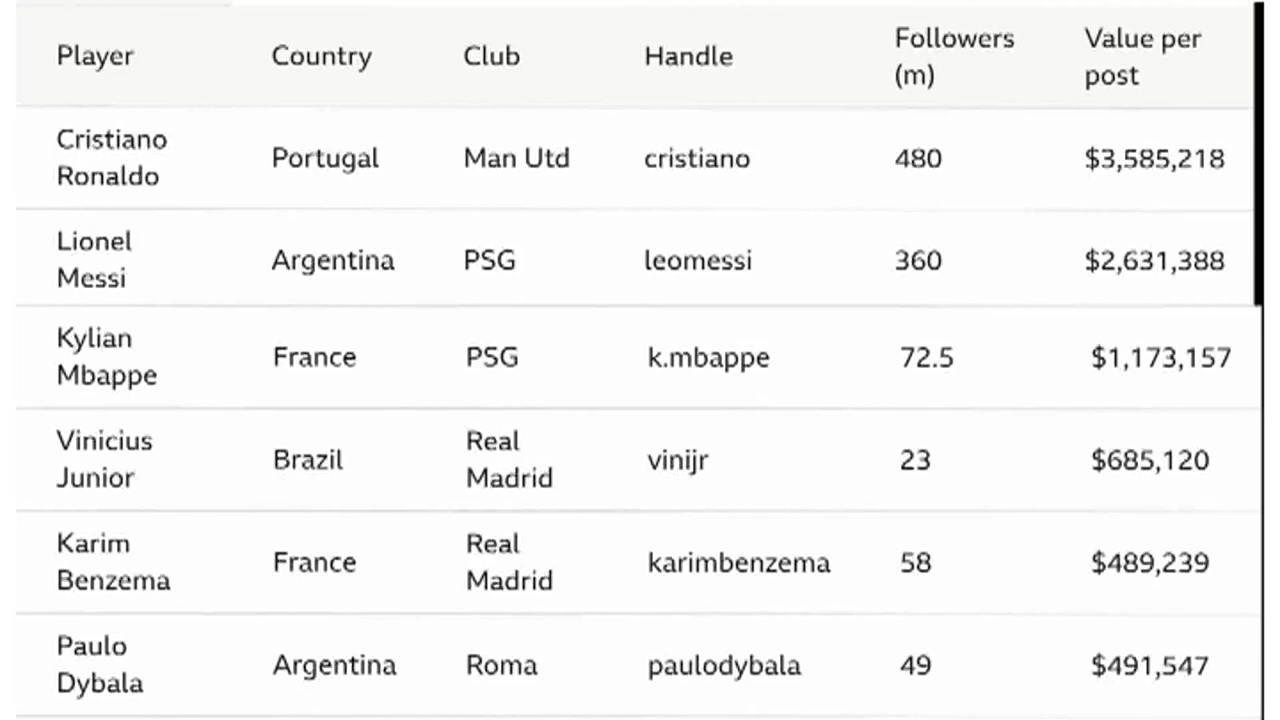 Player Country Club Handle Followers (m) Value per post
Cristiano Ronaldo Portugal Man Utd cristiano 480 $3,585,218
Lionel Messi Argentina PSG leomessi 360 $2,631,388
Kylian Mbappe France PSG k.mbappe 72.5 $1,173,157
Vinicius Junior Brazil Real Madrid vinijr 23 $685,120
Karim Benzema France Real Madrid karimbenzema 58 $489,239
Paulo Dybala Argentina Roma paulodybala 49 $491,547